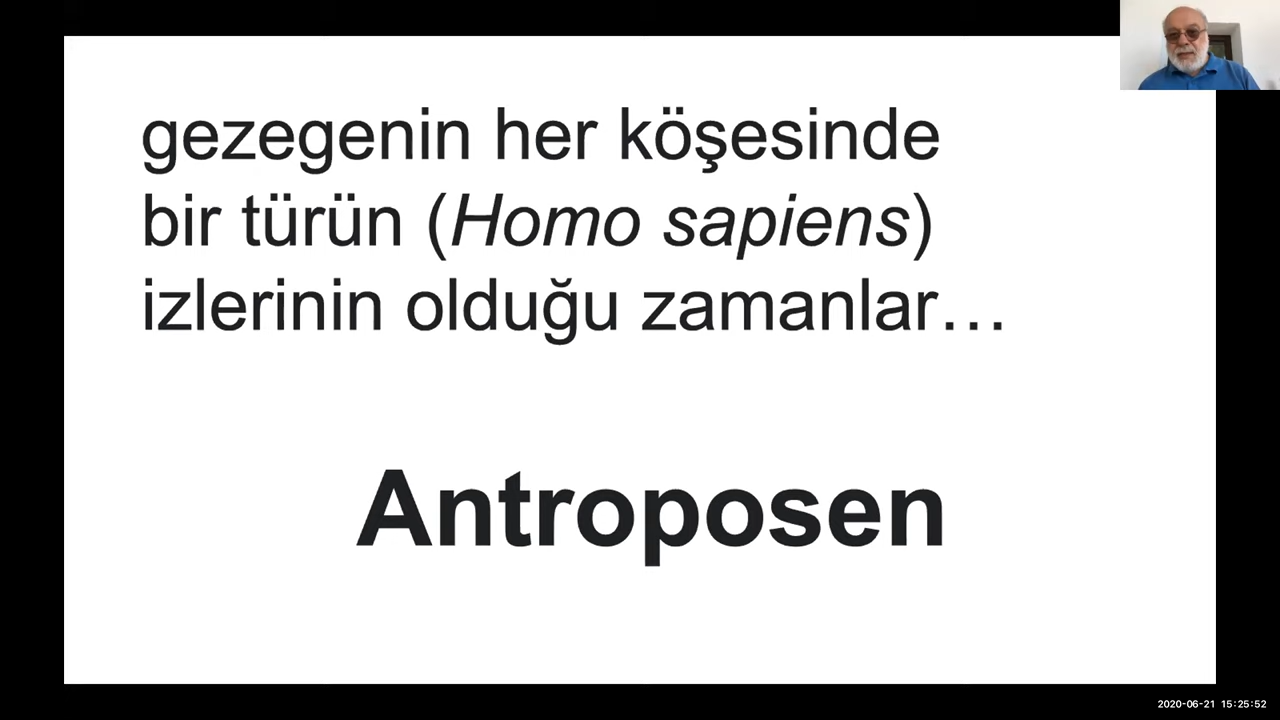 gezegenin her köşesinde
bir türün (Homo sapiens)
izlerinin olduğu zamanlar…
Antroposen
2020-06-21 15:25:52